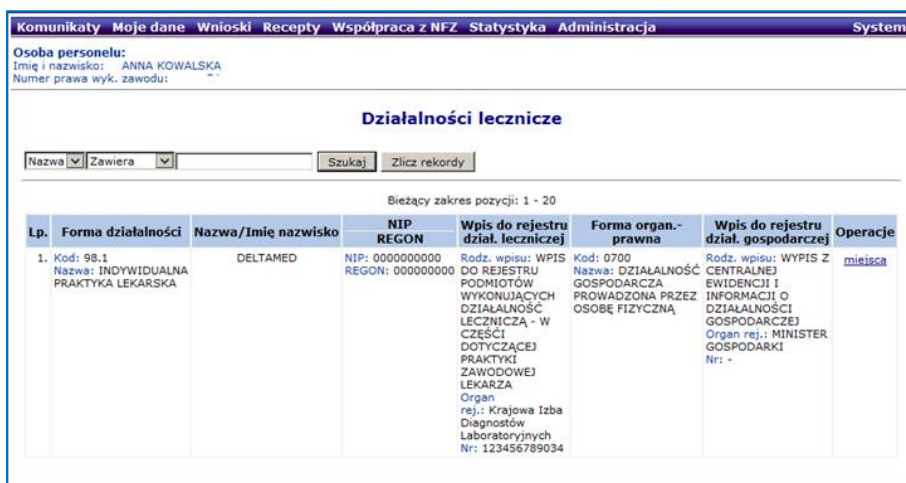 Komunikaty Moje dane Wnioski Recepty Współpraca z NFZ Statystyka Administracja System
Osoba personelu:
Imię i nazwisko: ANNA KOWALSKA
Numer prawa wyk. zawodu:
Działalności lecznicze
Nazwa Zawiera Szukaj Zlicz rekordy
Bieżący zakres pozycji: 1 - 20
Lp. Forma działalności Nazwa/Imię nazwisko NIP REGON Wpis do rejestru dział. leczniczej Forma organ.-prawna Wpis do rejestru dział. gospodarczej Operacje
1. Kod: 98.1
Nazwa: INDYWIDUALNA
PRAKTYKA LEKARSKA
DELTAMED
NIP: 0000000000
REGON: 000000000
Rodz. wpisu: WPIS
DO REJESTRU
PODMIOTÓW
WYKONUJĄCYCH
DZIAŁALNOŚĆ
LECZNICZĄ - W
CZĘŚCI
DOTYCZĄCEJ
PRAKTYKI
ZAWODOWEJ
LEKARZA
Organ
rej.: Krajowa Izba
Diagnostów
Laboratoryjnych
Nr: 123456789034
Kod: 0700
Nazwa: DZIAŁALNOŚĆ
GOSPODARCZA
PROWADZONA PRZEZ
OSOBĘ FIZYCZNĄ
Rodz. wpisu: WYPIS Z
CENTRALNEJ
EWIDENCJI I
INFORMACJI O
DZIAŁALNOŚCI
GOSPODARCZEJ
Organ rej.: MINISTER
GOSPODARKI
Nr: -
miejsca